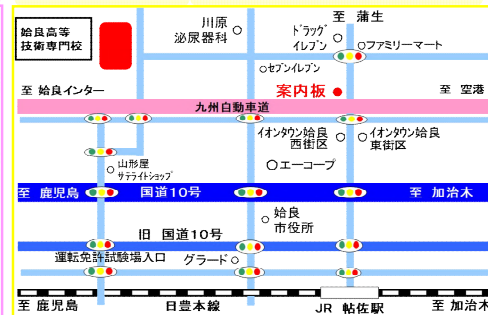 至 蒲生
川原
泌尿器科
ドラッグ
イレブン
ファミリーマート
姶良高等
技術専門校
セブンイレブン
案内板
至 姶良インター
至 空港
九州自動車道
イオンタウン姶良
西街区
イオンタウン姶良
東街区
山形屋
サテライトショップ
エーコープ
至 鹿児島
国道10号
至 加治木
姶良
市役所
旧 国道10号
運転免許試験場入口
グラード
至 鹿児島
日豊本線
JR 帖佐駅
至 加治木